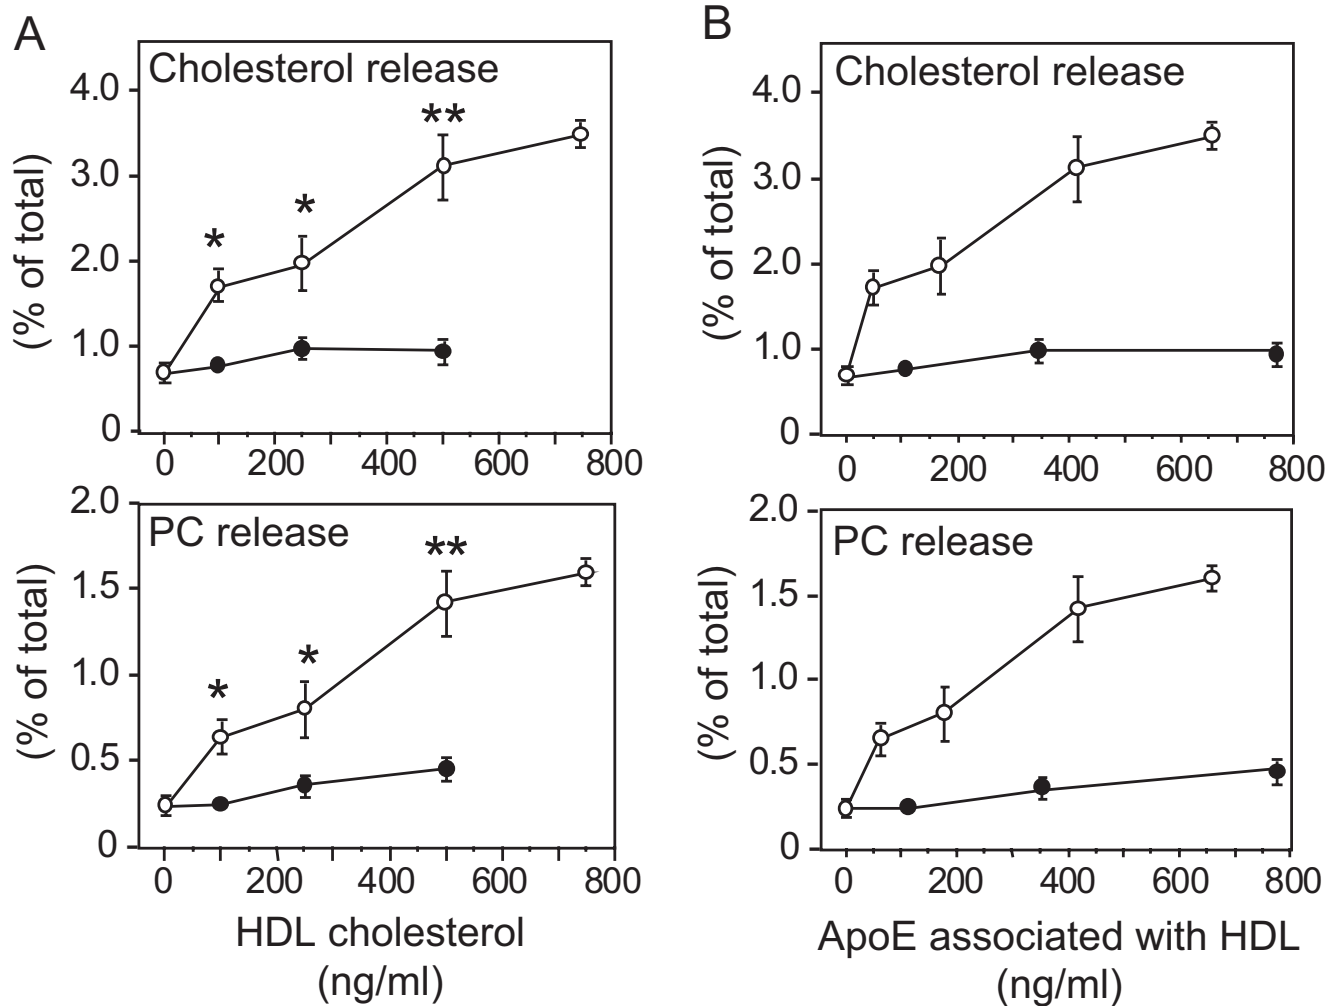 A
Cholesterol release
4.0
3.0
2.0
1.0
0
(% of total)
*
*
**
0 200 400 600 800
PC release
2.0
1.5
1.0
0.5
0
(% of total)
*
*
**
0 200 400 600 800
HDL cholesterol
(ng/ml)
B
Cholesterol release
4.0
3.0
2.0
1.0
0
(% of total)
0 200 400 600 800
PC release
2.0
1.5
1.0
0.5
0
(% of total)
0 200 400 600 800
ApoE associated with HDL
(ng/ml)